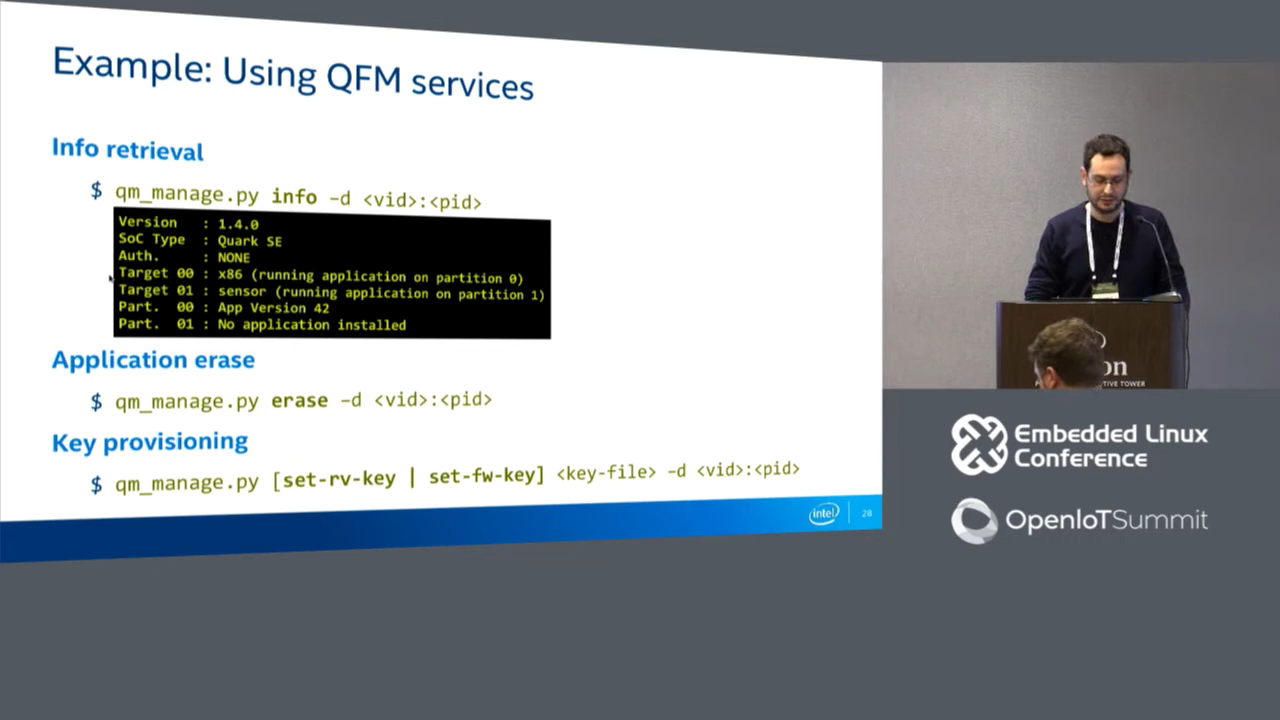 Example: Using QFM services
Info retrieval
$ qm_manage.py info -d <vid>:<pid>
Version : 1.4.0
SoC Type : Quark SE
Auth. : NONE
Target 00 : x86 (running application on partition 0)
Target 01 : sensor (running application on partition 1)
Part. 00 : App Version 42
Part. 01 : No application installed
Application erase
$ qm_manage.py erase -d <vid>:<pid>
Key provisioning
$ qm_manage.py [set-rv-key | set-fw-key] <key-file> -d <vid>:<pid>
intel
28
TOWER
Embedded Linux
Conference
OpenIoTSummit